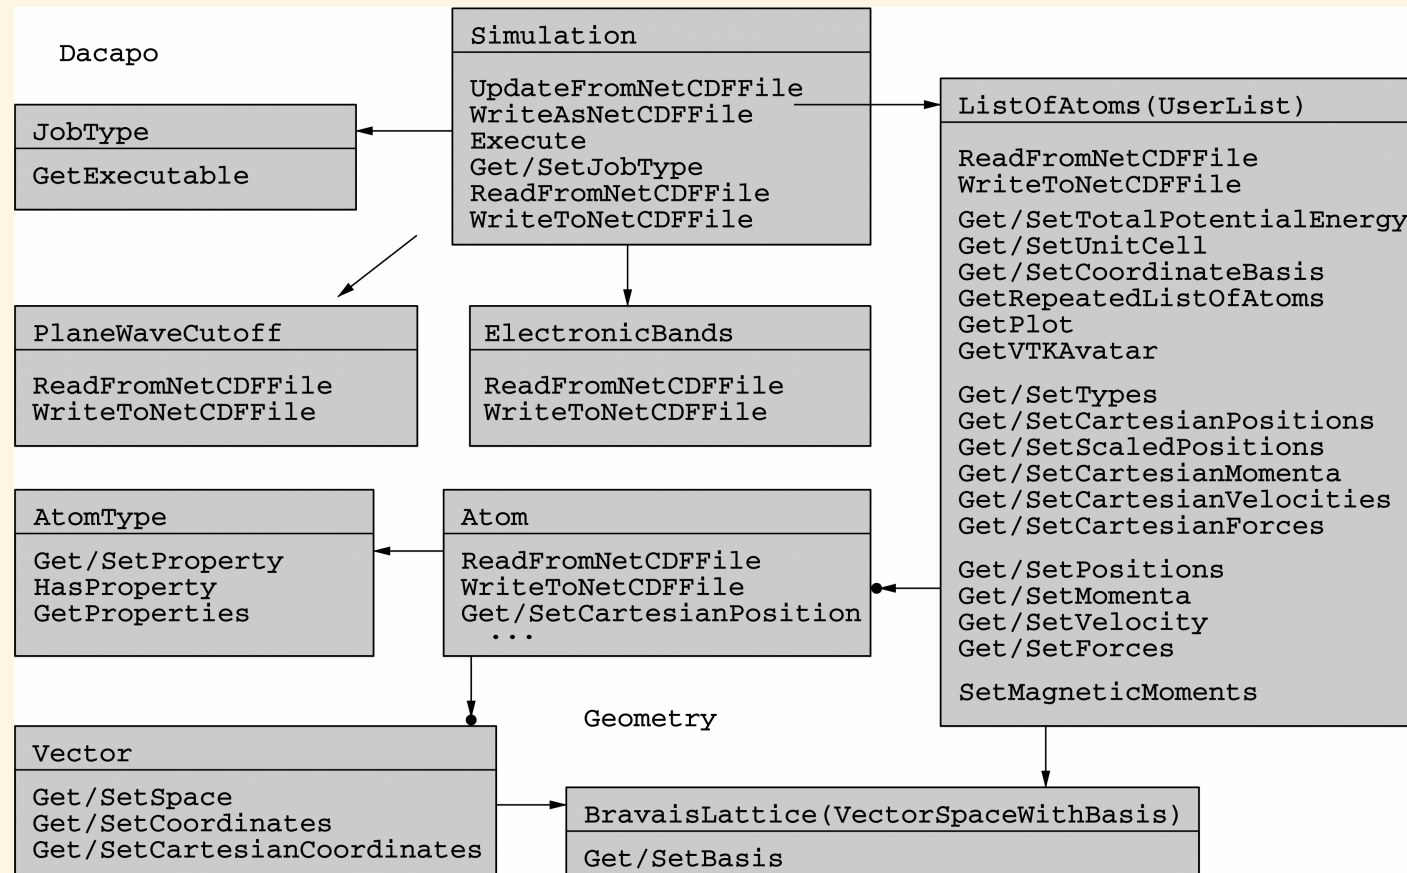 Dacapo
Simulation
UpdateFromNetCDFFile
WriteAsNetCDFFile
Execute
Get/SetJobType
ReadFromNetCDFFile
WriteToNetCDFFile
JobType
GetExecutable
ListOfAtoms(UserList)
ReadFromNetCDFFile
WriteToNetCDFFile
Get/SetTotalPotentialEnergy
Get/SetUnitCell
Get/SetCoordinateBasis
GetRepeatedListOfAtoms
GetPlot
GetVTKAvatar
Get/SetTypes
Get/SetCartesianPositions
Get/SetScaledPositions
Get/SetCartesianMomenta
Get/SetCartesianVelocities
Get/SetCartesianForces
Get/SetPositions
Get/SetMomenta
Get/SetVelocity
Get/SetForces
SetMagneticMoments
PlaneWaveCutoff
ReadFromNetCDFFile
WriteToNetCDFFile
ElectronicBands
ReadFromNetCDFFile
WriteToNetCDFFile
AtomType
Get/SetProperty
HasProperty
GetProperties
Atom
ReadFromNetCDFFile
WriteToNetCDFFile
Get/SetCartesianPosition
...
Geometry
Vector
Get/SetSpace
Get/SetCoordinates
Get/SetCartesianCoordinates
BravaisLattice(VectorSpaceWithBasis)
Get/SetBasis